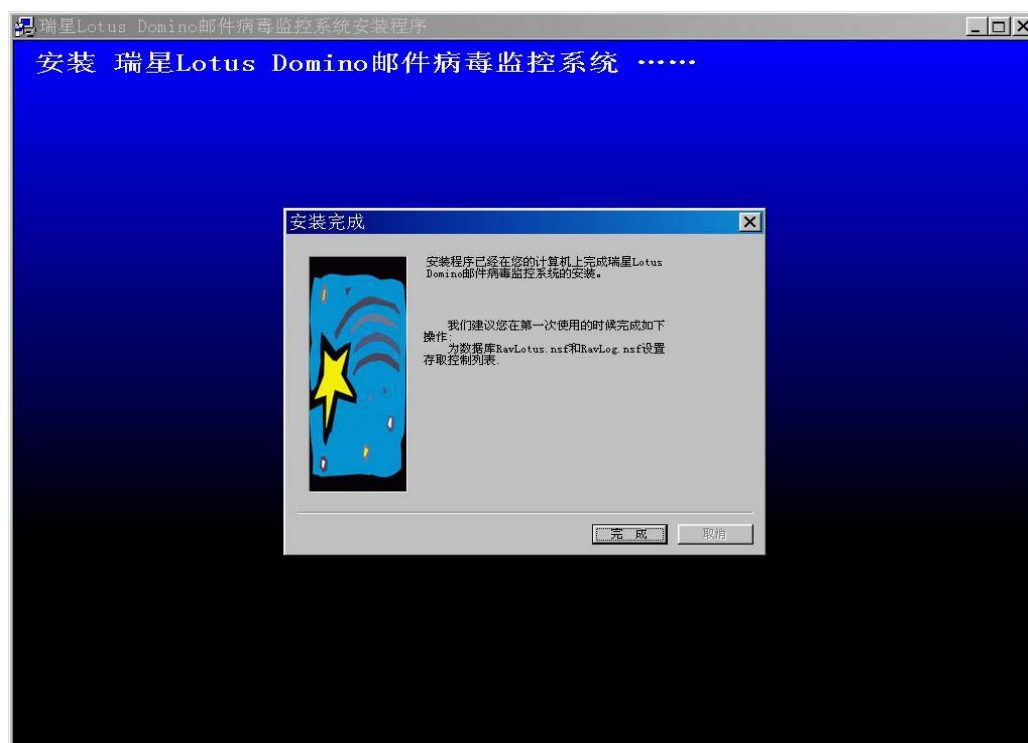 瑞星Lotus Domino邮件病毒监控系统安装程序
安装 瑞星Lotus Domino邮件病毒监控系统 ……
安装完成
安装程序已经在您的计算机上完成瑞星Lotus
Domino邮件病毒监控系统的安装。
我们建议您在第一次使用的时候完成如下
操作:
为数据库RavLotus.nsf和RavLog.nsf设置
存取控制列表.
完 成
取消